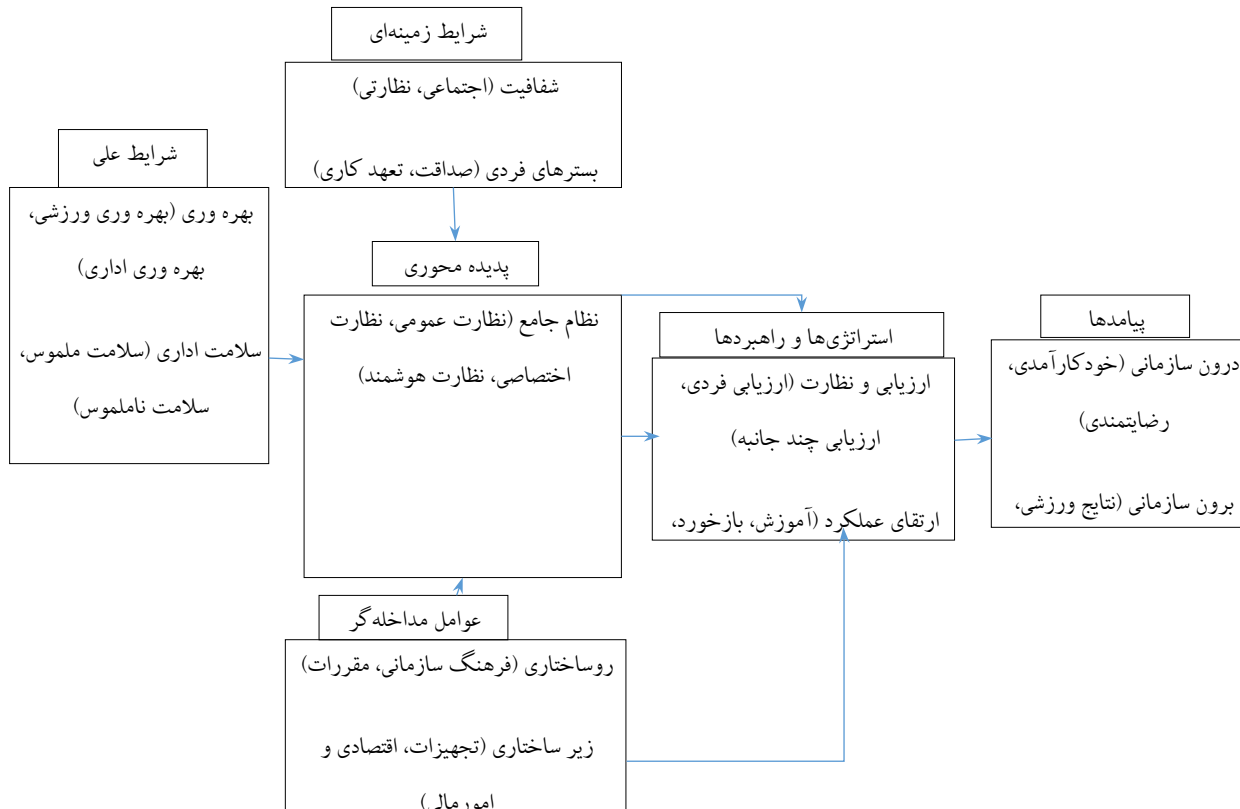 شرایط زمینه‌ای
شفافیت (اجتماعی، نظارتی)
بسترهای فردی (صداقت، تعهد کاری)
شرایط علی
بهره وری (بهره وری ورزشی،
بهره وری اداری)
سلامت اداری (سلامت ملموس،
سلامت ناملموس)
پدیده محوری
نظام جامع (نظارت عمومی، نظارت
اختصاصی، نظارت هوشمند)
استراتژی‌ها و راهبردها
ارزیابی و نظارت (ارزیابی فردی،
ارزیابی چند جانبه)
ارتقای عملکرد (آموزش، بازخورد،
پیامدها
درون سازمانی (خودکارآمدی،
رضایتمندی)
برون سازمانی (نتایج ورزشی،
عوامل مداخله‌گر
روساختاری (فرهنگ سازمانی، مقررات)
زیر ساختاری (تجهیزات، اقتصادی و
امورمالی)